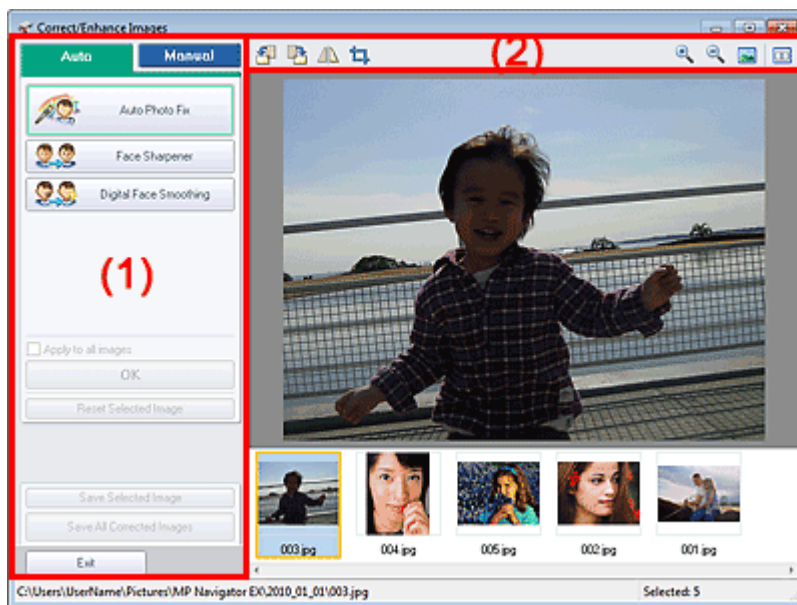 Correct/Enhance Images
Auto
Manual
(2)
Auto Photo Fix
Face Sharpener
Digital Face Smoothing
(1)
Apply to all images
OK
Reset Selected Image
Save Selected Image
Save All Corrected Images
Exit
003.jpg
004.jpg
005.jpg
002.jpg
001.jpg
C:\Users\UserName\Pictures\MP Navigator EX\2010_01_01\003.jpg
Selected: 5